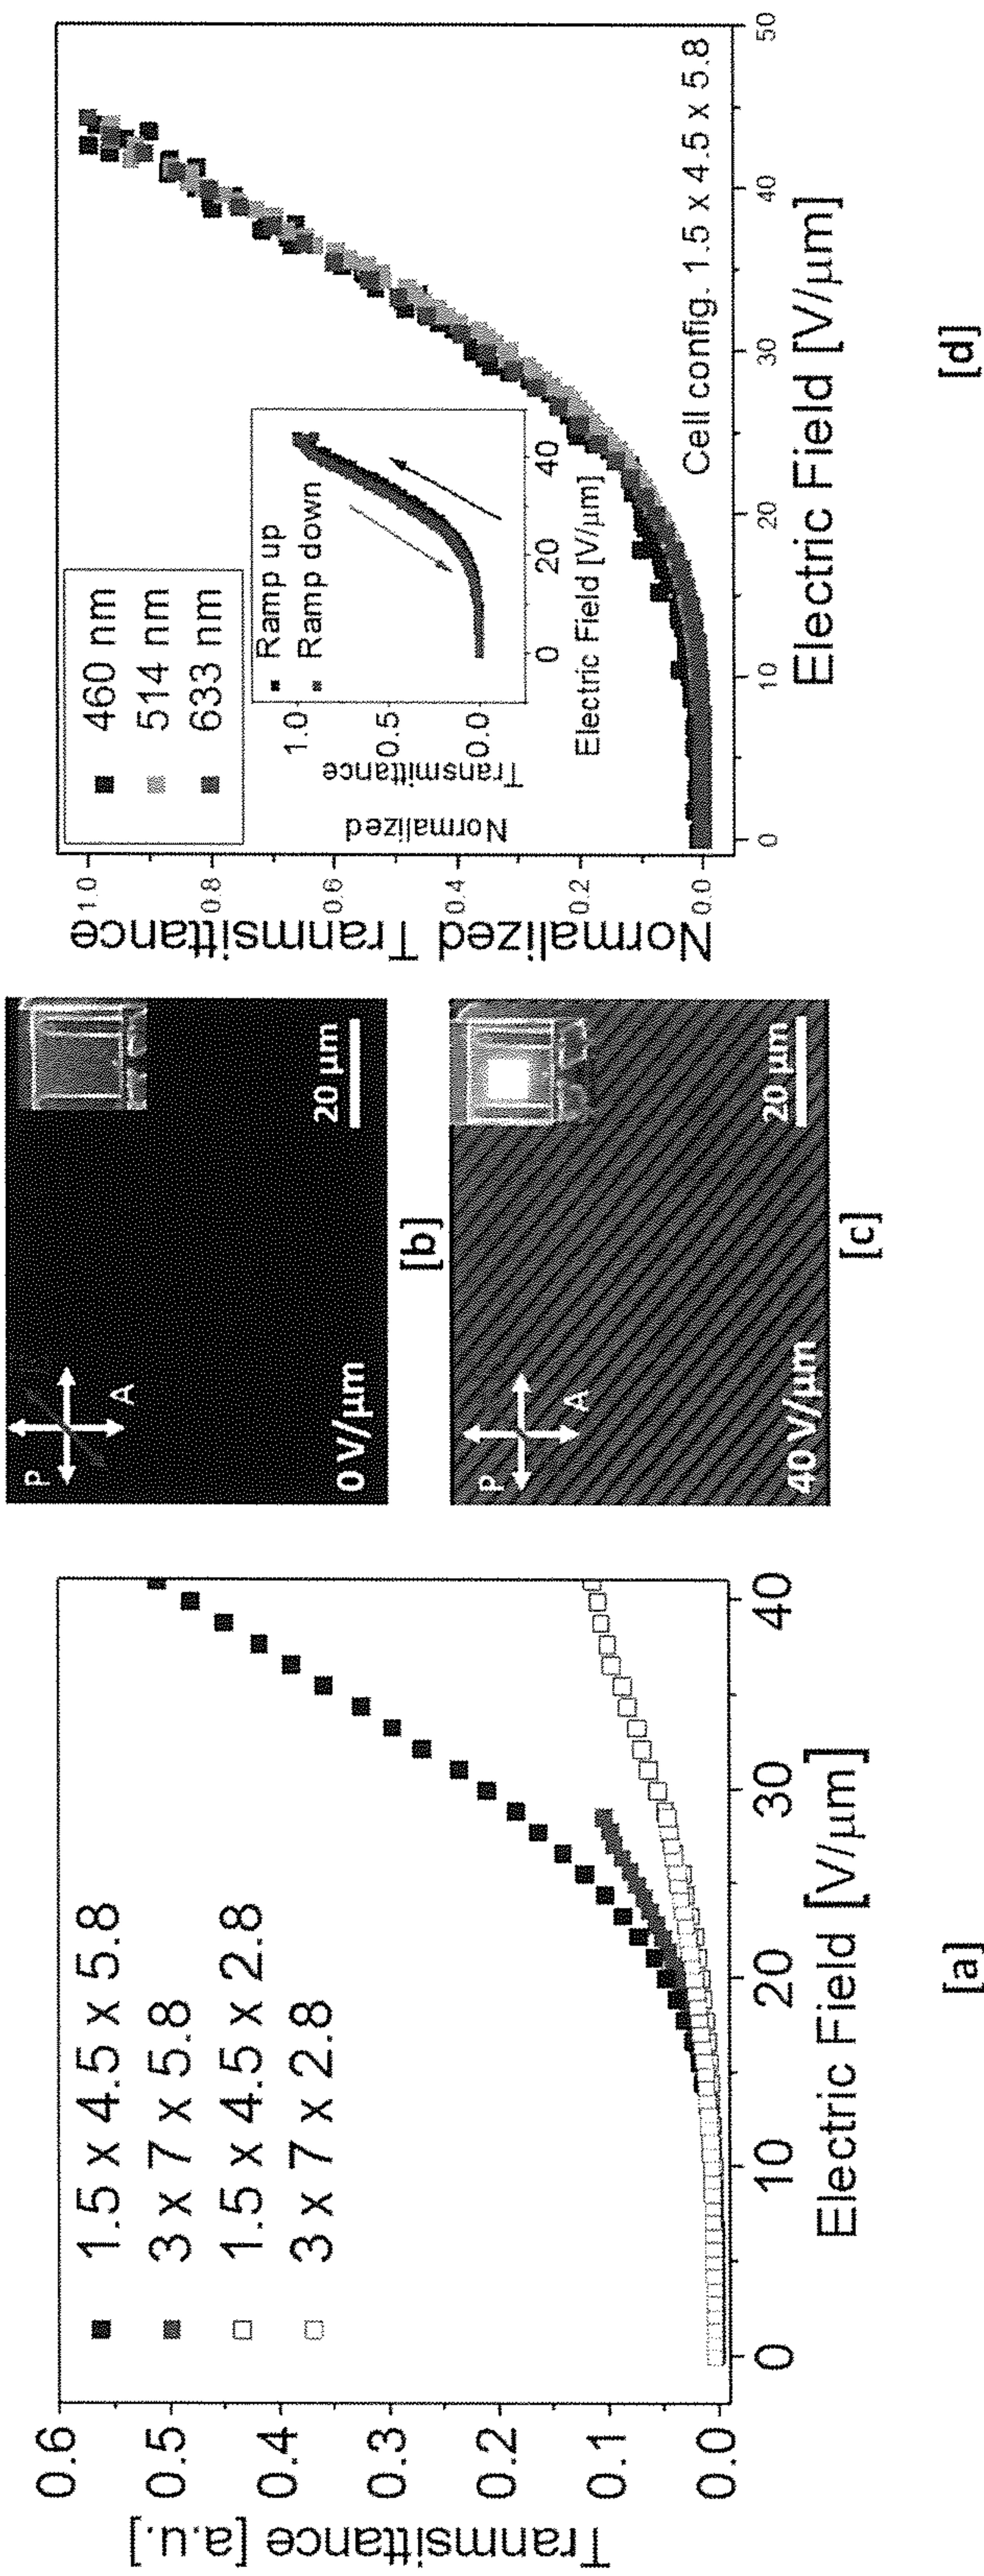 Tranmsittance [a.u.]
0.6
0.5
0.4
0.3
0.2
0.1
0.0
1.5 x 4.5 x 5.8
3 x 7 x 5.8
1.5 x 4.5 x 2.8
3 x 7 x 2.8
0
10
20
30
40
Electric Field [V/μm]
[a]
P
A
0 V/μm
20 μm
[b]
P
A
40 V/μm
20 μm
[c]
Normalized Tranmsittance
1.0
0.8
0.6
0.4
0.2
0.0
460 nm
514 nm
633 nm
Normalized
Transmittance
1.0
0.5
0.0
Ramp up
Ramp down
0
20
40
Electric Field [V/μm]
Cell config. 1.5 x 4.5 x 5.8
0
10
20
30
40
50
Electric Field [V/μm]
[d]